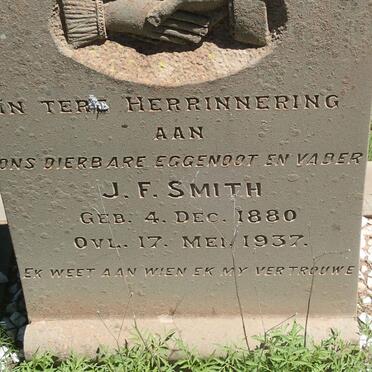 IN TERE HERRINNERING
AAN
ONS DIERBARE EGGENOOT EN VADER
J. F. SMITH
GEB. 4. DEC. 1880
OVL. 17. MEI. 1937.
EK WEET AAN WIEN EK MY VERTROUWE